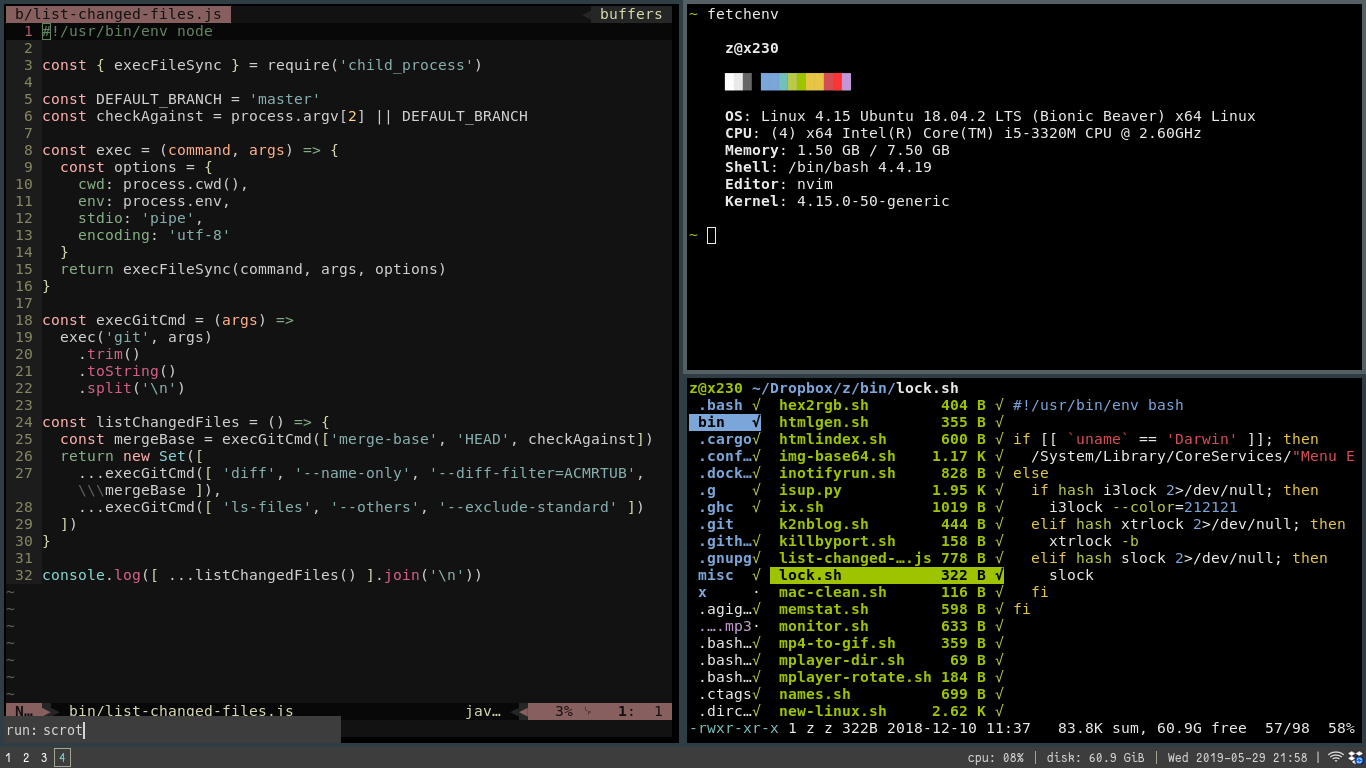 b/list-changed-files.js buffers
1 #!/usr/bin/env node
2
3 const { execFileSync } = require('child_process')
4
5 const DEFAULT_BRANCH = 'master'
6 const checkAgainst = process.argv[2] || DEFAULT_BRANCH
7
8 const exec = (command, args) => {
9 const options = {
10 cwd: process.cwd(),
11 env: process.env,
12 stdio: 'pipe',
13 encoding: 'utf-8'
14 }
15 return execFileSync(command, args, options)
16 }
17
18 const execGitCmd = (args) =>
19 exec('git', args)
20 .trim()
21 .toString()
22 .split('\n')
23
24 const listChangedFiles = () => {
25 const mergeBase = execGitCmd(['merge-base', 'HEAD', checkAgainst])
26 return new Set([
27 ...execGitCmd([ 'diff', '--name-only', '--diff-filter=ACMRTUB',
\\\mergeBase ]),
28 ...execGitCmd([ 'ls-files', '--others', '--exclude-standard' ])
29 ])
30 }
31
32 console.log([ ...listChangedFiles() ].join('\n'))
~
~
~
~
~
~
~
N… bin/list-changed-files.js jav… 3% 1: 1
run: scrot
~ fetchenv
z@x230
OS: Linux 4.15 Ubuntu 18.04.2 LTS (Bionic Beaver) x64 Linux
CPU: (4) x64 Intel(R) Core(TM) i5-3320M CPU @ 2.60GHz
Memory: 1.50 GB / 7.50 GB
Shell: /bin/bash 4.4.19
Editor: nvim
Kernel: 4.15.0-50-generic
~
z@x230 ~/Dropbox/z/bin/lock.sh
.bash √ hex2rgb.sh 404 B √ #!/usr/bin/env bash
bin √ htmlgen.sh 355 B √
.cargo√ htmlindex.sh 600 B √ if [[ `uname` == 'Darwin' ]]; then
.conf…√ img-base64.sh 1.17 K √ /System/Library/CoreServices/"Menu E
.dock…√ inotifyrun.sh 828 B √ else
.g √ isup.py 1.95 K √ if hash i3lock 2>/dev/null; then
.ghc √ ix.sh 1019 B √ i3lock --color=212121
.git k2nblog.sh 444 B √ elif hash xtrlock 2>/dev/null; then
.gith…√ killbyport.sh 158 B √ xtrlock -b
.gnupg√ list-changed-….js 778 B √ elif hash slock 2>/dev/null; then
misc √ lock.sh 322 B √ slock
x · mac-clean.sh 116 B √ fi
.agig…√ memstat.sh 598 B √ fi
.….mp3· monitor.sh 633 B √
.bash…√ mp4-to-gif.sh 359 B √
.bash…√ mplayer-dir.sh 69 B √
.bash…√ mplayer-rotate.sh 184 B √
.ctags√ names.sh 699 B √
.dirc…√ new-linux.sh 2.62 K √
-rwxr-xr-x 1 z z 322B 2018-12-10 11:37 83.8K sum, 60.9G free 57/98 58%
1 2 3 4 cpu: 08% | disk: 60.9 GiB | Wed 2019-05-29 21:58 |